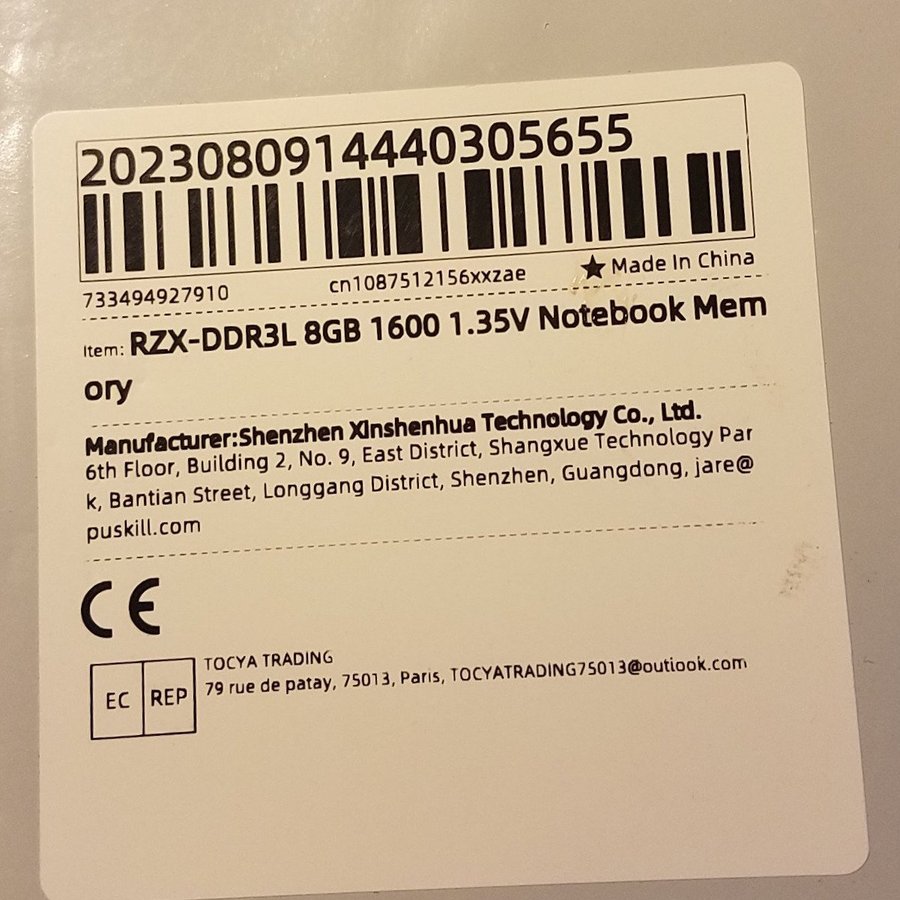 2023080914440305655
733494927910 cn1087512156xxzae ★ Made In China
Item: RZX-DDR3L 8GB 1600 1.35V Notebook Mem
ory
Manufacturer:Shenzhen XInshenhua Technology Co., Ltd.
6th Floor, Building 2, No. 9, East District, Shangxue Technology Par
k, Bantian Street, Longgang District, Shenzhen, Guangdong, jare@
puskill.com
CE
EC REP
TOCYA TRADING
79 rue de patay, 75013, Paris, TOCYATRADING75013@outiook.com